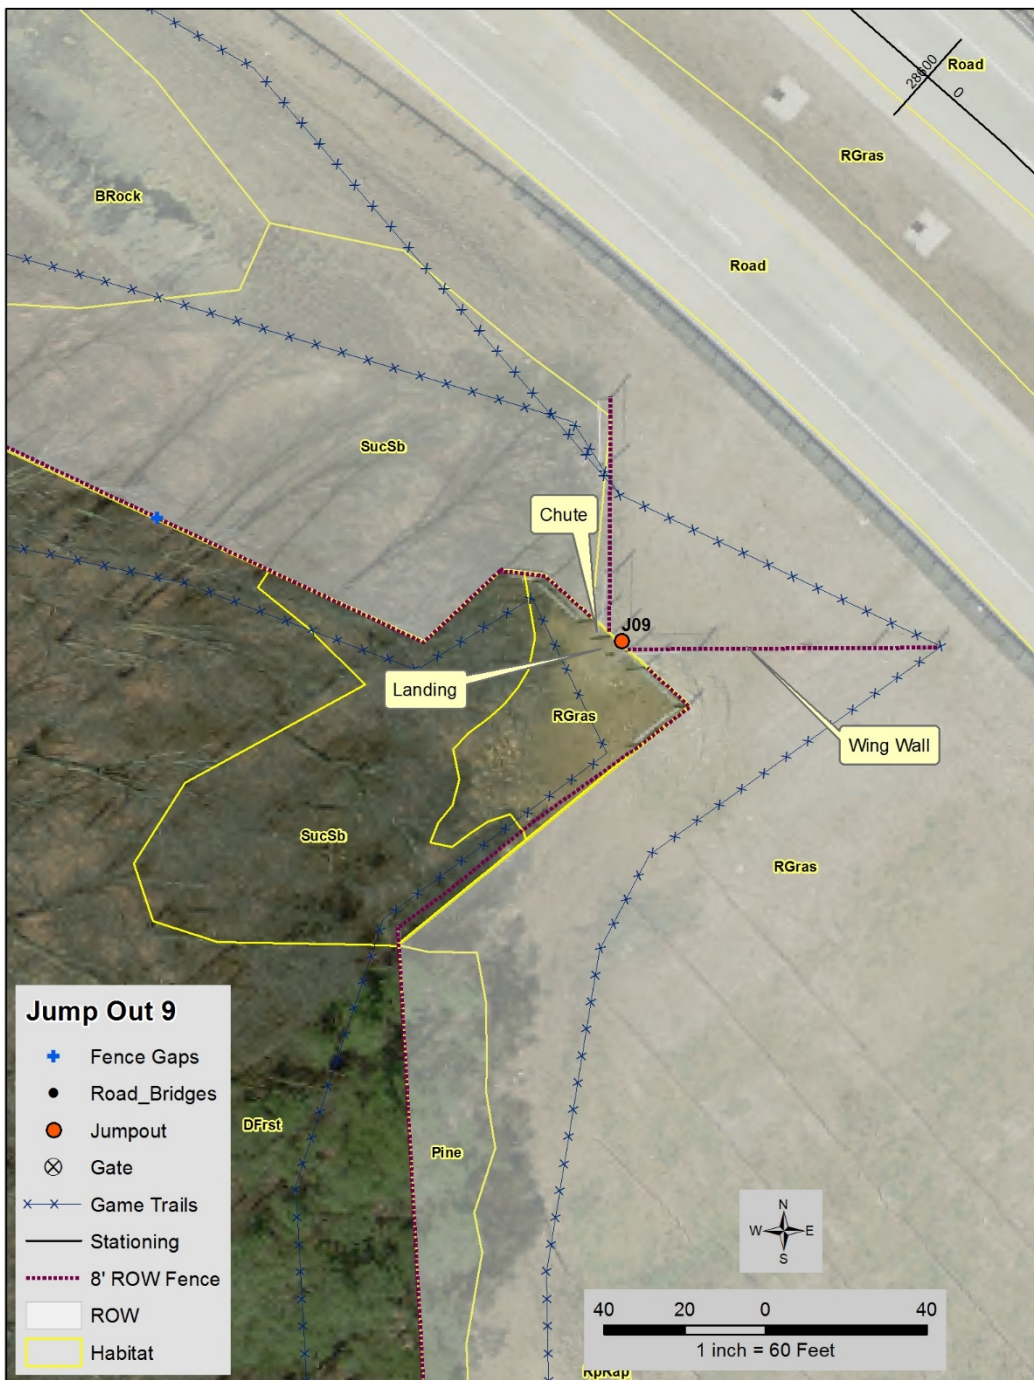 28600
0
Road
RGras
BRock
Road
SucSb
Chute
J09
Landing
RGras
Wing Wall
SucSb
RGras
DFrst
Pine
RpRap
Jump Out 9
Fence Gaps
Road_Bridges
Jumpout
Gate
Game Trails
Stationing
8' ROW Fence
ROW
Habitat
N
W E
S
40 20 0 40
1 inch = 60 Feet